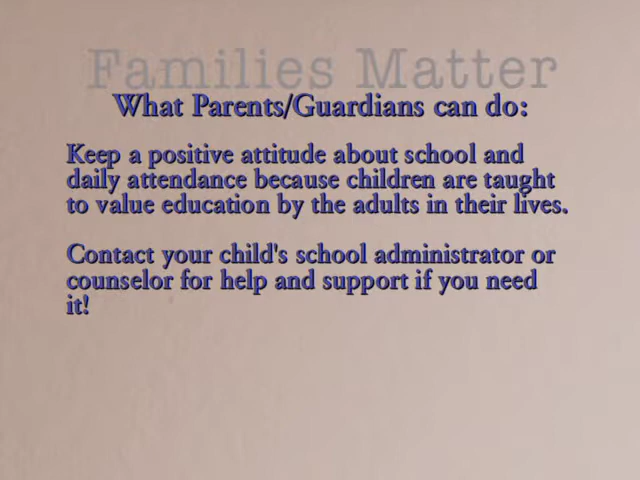 Families Matter
What Parents/Guardians can do:
Keep a positive attitude about school and
daily attendance because children are taught
to value education by the adults in their lives.
Contact your child's school administrator or
counselor for help and support if you need
it!